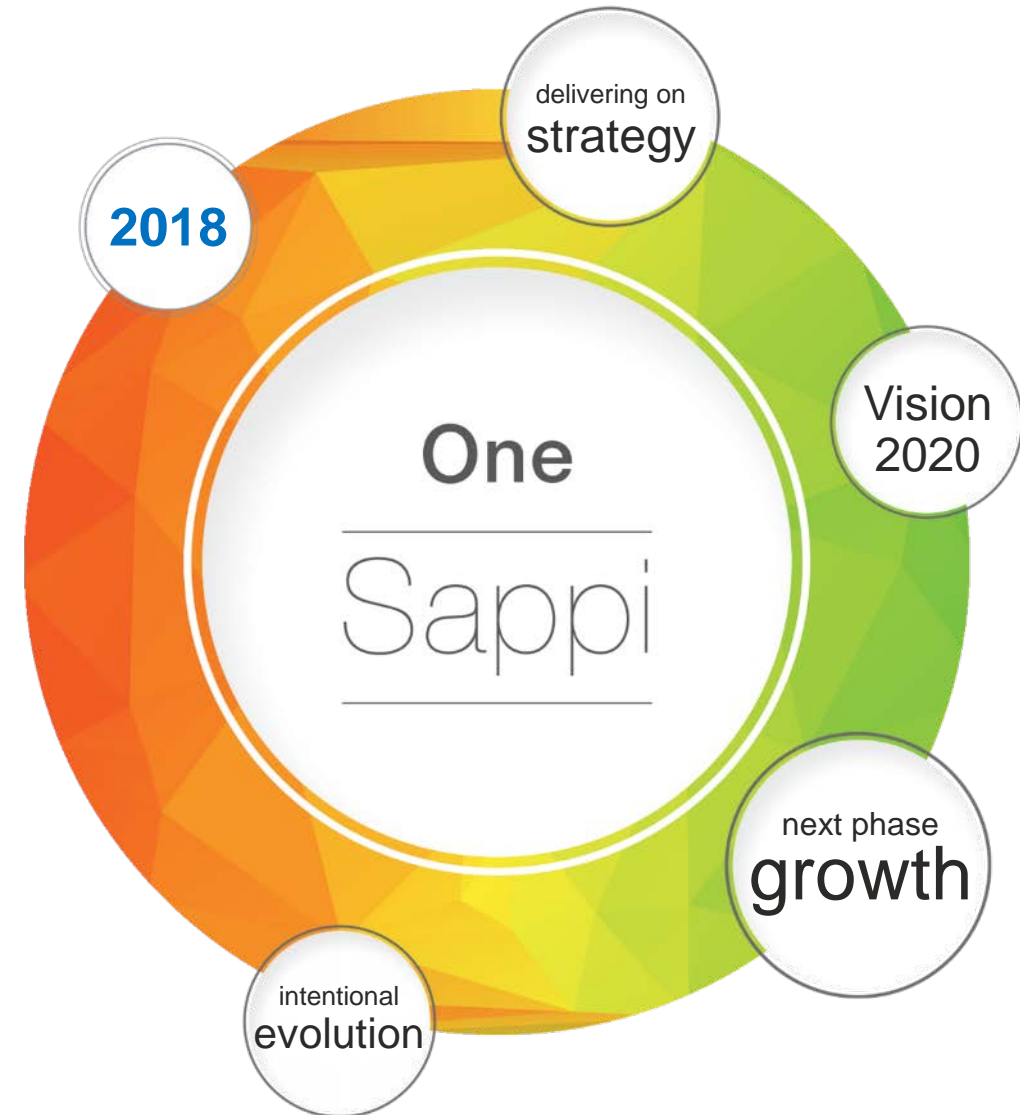 delivering on
strategy
2018
Vision
2020
One
Sappi
next phase
growth
intentional
evolution